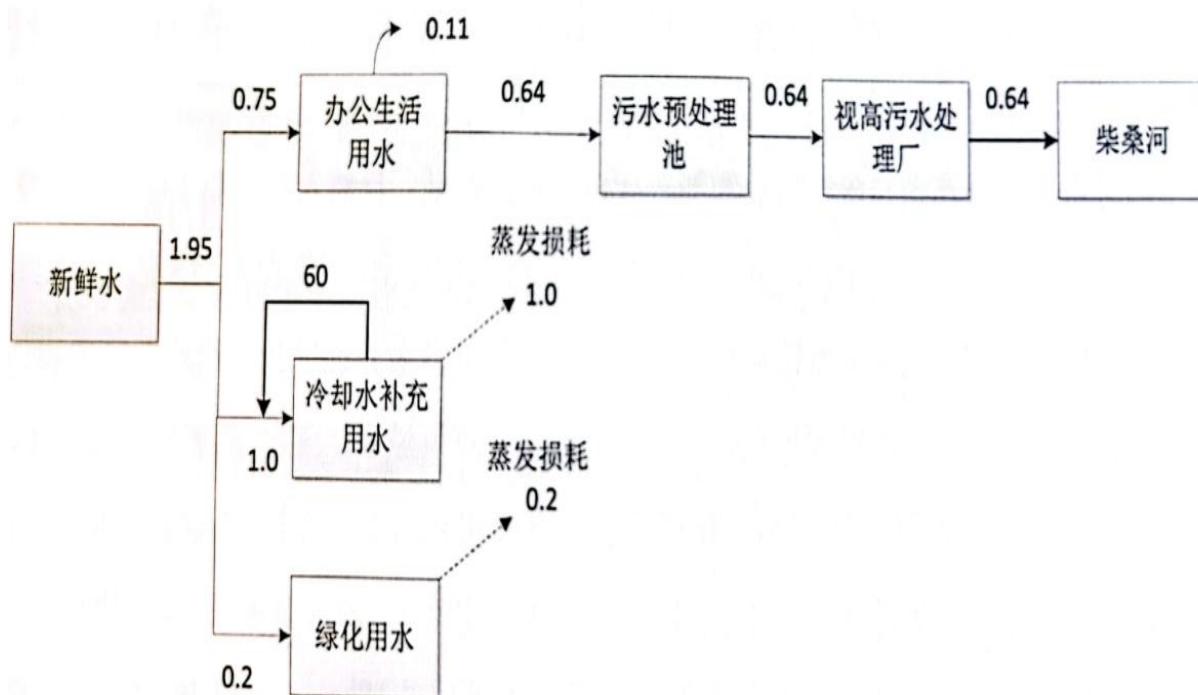 0.11
0.75
办公生活
用水
0.64
污水预处理
池
0.64
视高污水处
理厂
0.64
柴桑河
新鲜水
1.95
60
蒸发损耗
1.0
冷却水补充
用水
1.0
蒸发损耗
0.2
绿化用水
0.2